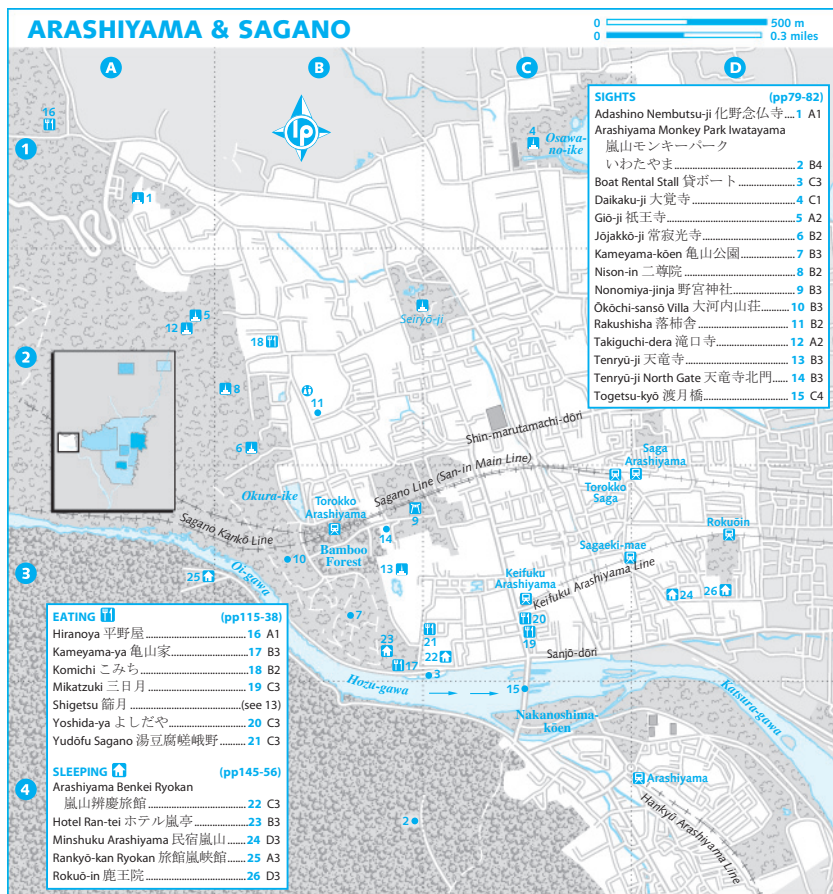 ARASHIYAMA & SAGANO
0 500 m
0 0.3 miles
A B C D
1
2
3
4
lp
SIGHTS (pp79-82)
Adashino Nembutsu-ji 化野念仏寺....1 A1
Arashiyama Monkey Park Iwatayama
嵐山モンキーパーク
いわたやま....2 B4
Boat Rental Stall 貸ボート....3 C3
Daikaku-ji 大覚寺....4 C1
Giō-ji 祇王寺....5 A2
Jōjakkō-ji 常寂光寺....6 B2
Kameyama-kōen 亀山公園....7 B3
Nison-in 二尊院....8 B2
Nonomiya-jinja 野宮神社....9 B3
Ōkōchi-sansō Villa 大河内山荘....10 B3
Rakushisha 落柿舎....11 B2
Takiguchi-dera 滝口寺....12 A2
Tenryū-ji 天竜寺....13 B3
Tenryū-ji North Gate 天竜寺北門....14 B3
Togetsu-kyō 渡月橋....15 C4
16
4
Osawa-
no-ike
1
5
12
Seiryō-ji
18
8
11
6
Shin-marutamachi-dōri
Sagano Line (San-in Main Line)
Saga
Arashiyama
Torokko
Saga
Okura-ike
Torokko
Arashiyama
Sagano Kankō Line
9
14
Bamboo
Forest
Rokuōin
Sagaeki-mae
10
13
Oi-gawa
25
Keifuku
Arashiyama
Keifuku Arashiyama Line
24
26
7
20
19
21
23
22
17
3
Sanjō-dōri
Hozu-gawa
15
Nakanoshima-
kōen
Katsura-gawa
Arashiyama
Hankyū Arashiyama Line
2
EATING (pp115-38)
Hiranoya 平野屋....16 A1
Kameyama-ya 亀山家....17 B3
Komichi こみち....18 B2
Mikatzuki 三日月....19 C3
Shigetsu 篩月....(see 13)
Yoshida-ya よしだや....20 C3
Yudōfu Sagano 湯豆腐嵯峨野....21 C3
SLEEPING (pp145-56)
Arashiyama Benkei Ryokan
嵐山辨慶旅館....22 C3
Hotel Ran-tei ホテル嵐亭....23 B3
Minshuku Arashiyama 民宿嵐山....24 D3
Rankyō-kan Ryokan 旅館嵐峡館....25 A3
Rokuō-in 鹿王院....26 D3